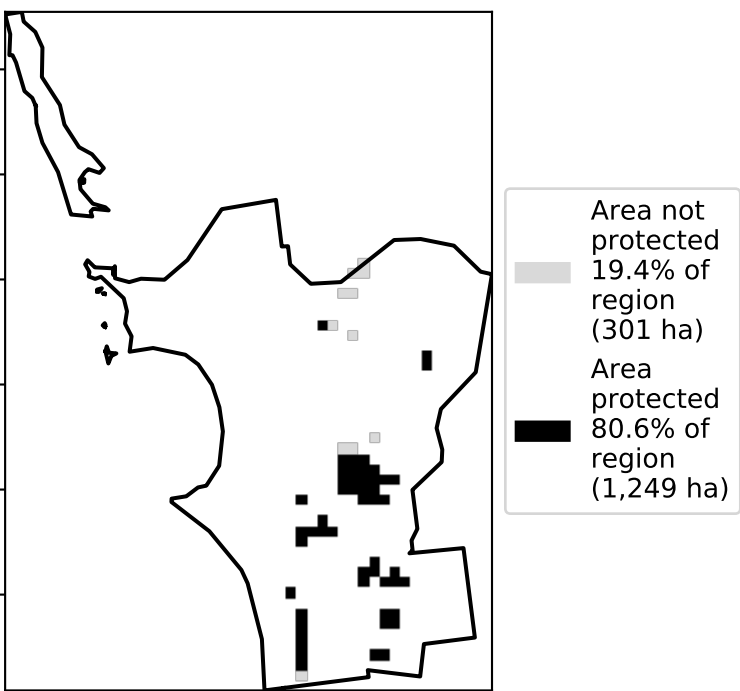 Area not
protected
19.4% of
region
(301 ha)
Area
protected
80.6% of
region
(1,249 ha)